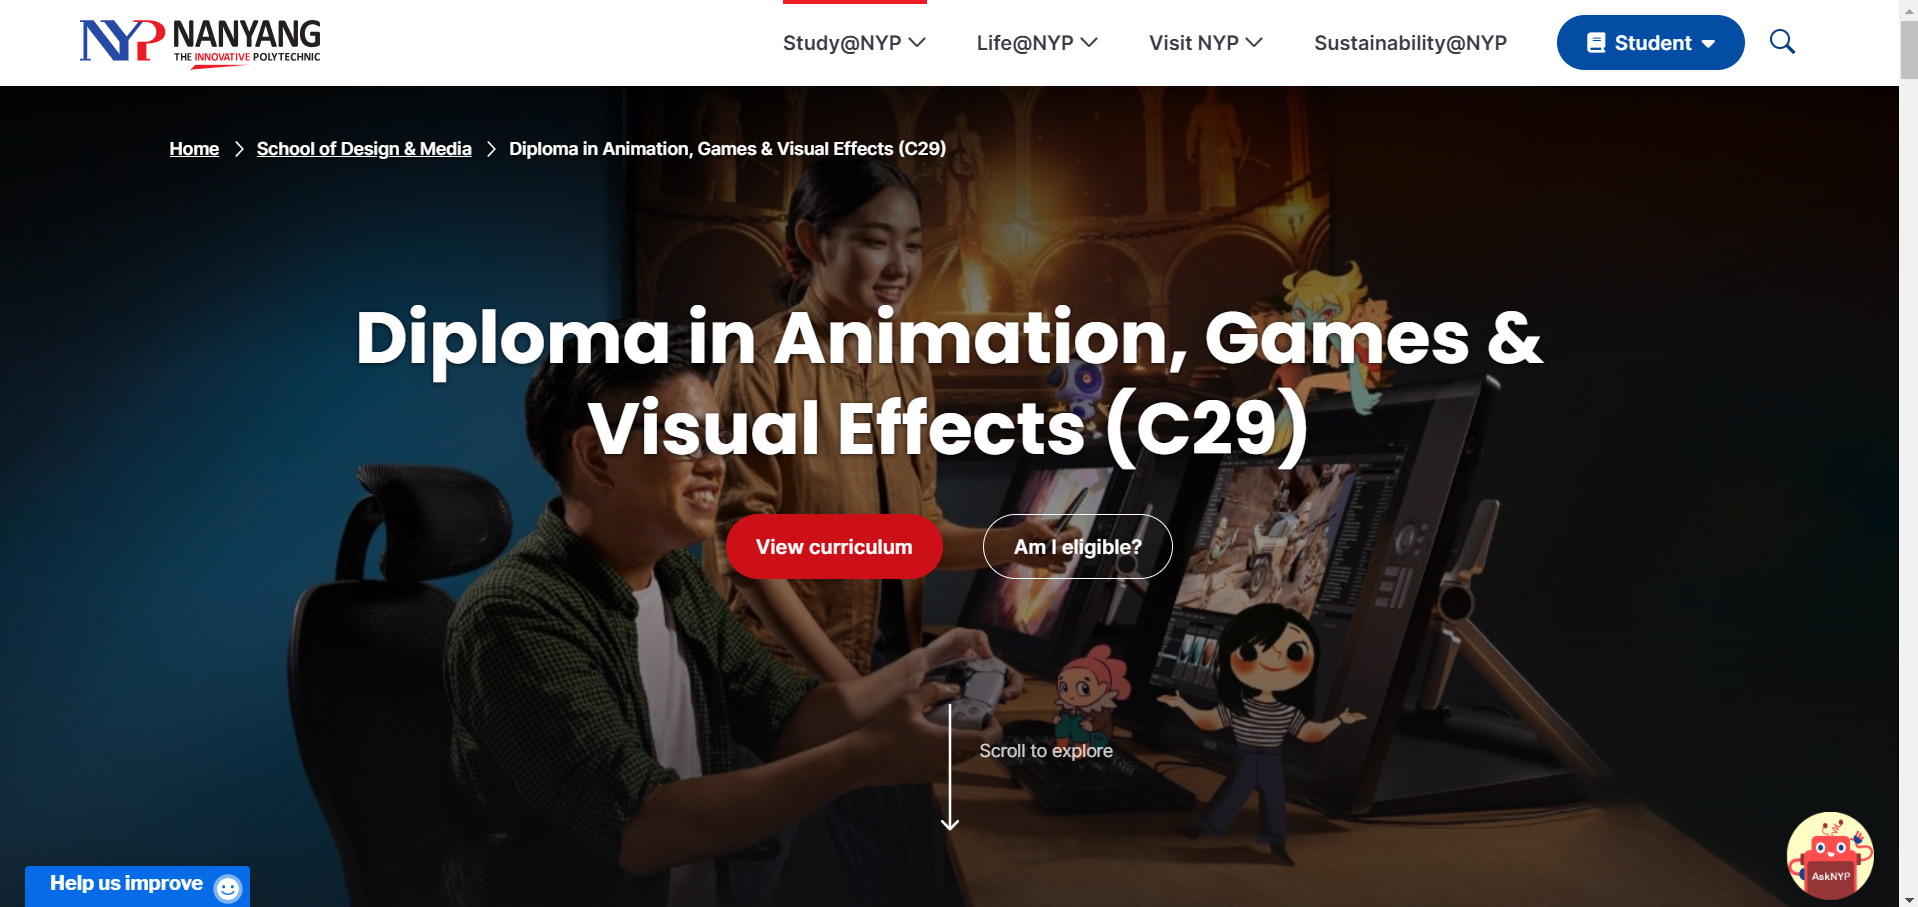 NYP NANYANG
THE INNOVATIVE POLYTECHNIC
Study@NYP
Life@NYP
Visit NYP
Sustainability@NYP
Student
Home
School of Design & Media
Diploma in Animation, Games & Visual Effects (C29)
Diploma in Animation, Games &
Visual Effects (C29)
View curriculum
Am I eligible?
Scroll to explore
Help us improve
AskNYP